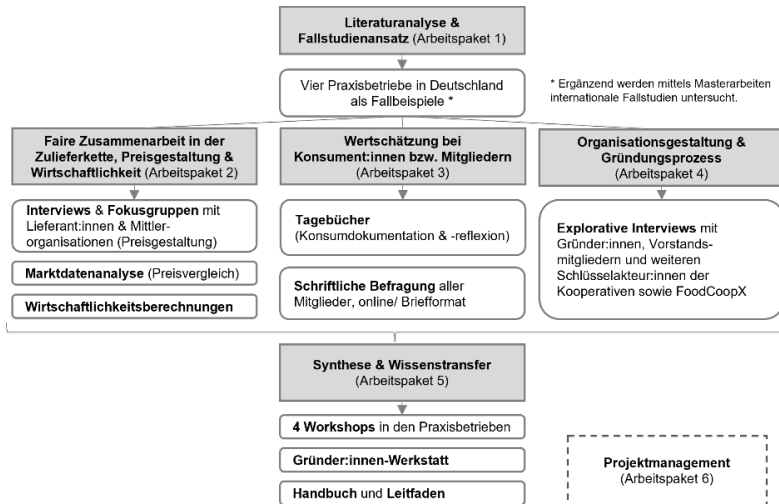 Literaturanalyse &
Fallstudienansatz (Arbeitspaket 1)
Vier Praxisbetriebe in Deutschland
als Fallbeispiele *
* Ergänzend werden mittels Masterarbeiten
internationale Fallstudien untersucht.
Faire Zusammenarbeit in der
Zulieferkette, Preisgestaltung &
Wirtschaftlichkeit (Arbeitspaket 2)
Interviews & Fokusgruppen mit
Lieferant:innen & Mittler-
organisationen (Preisgestaltung)
Marktdatenanalyse (Preisvergleich)
Wirtschaftlichkeitsberechnungen
Wertschätzung bei
Konsument:innen bzw. Mitgliedern
(Arbeitspaket 3)
Tagebücher
(Konsumdokumentation & -reflexion)
Schriftliche Befragung aller
Mitglieder, online/ Briefformat
Organisationsgestaltung &
Gründungsprozess
(Arbeitspaket 4)
Explorative Interviews mit
Gründer:innen, Vorstands-
mitgliedern und weiteren
Schlüsselakteur:innen der
Kooperativen sowie FoodCoopX
Synthese & Wissenstransfer
(Arbeitspaket 5)
4 Workshops in den Praxisbetrieben
Gründer:innen-Werkstatt
Handbuch und Leitfaden
Projektmanagement
(Arbeitspaket 6)